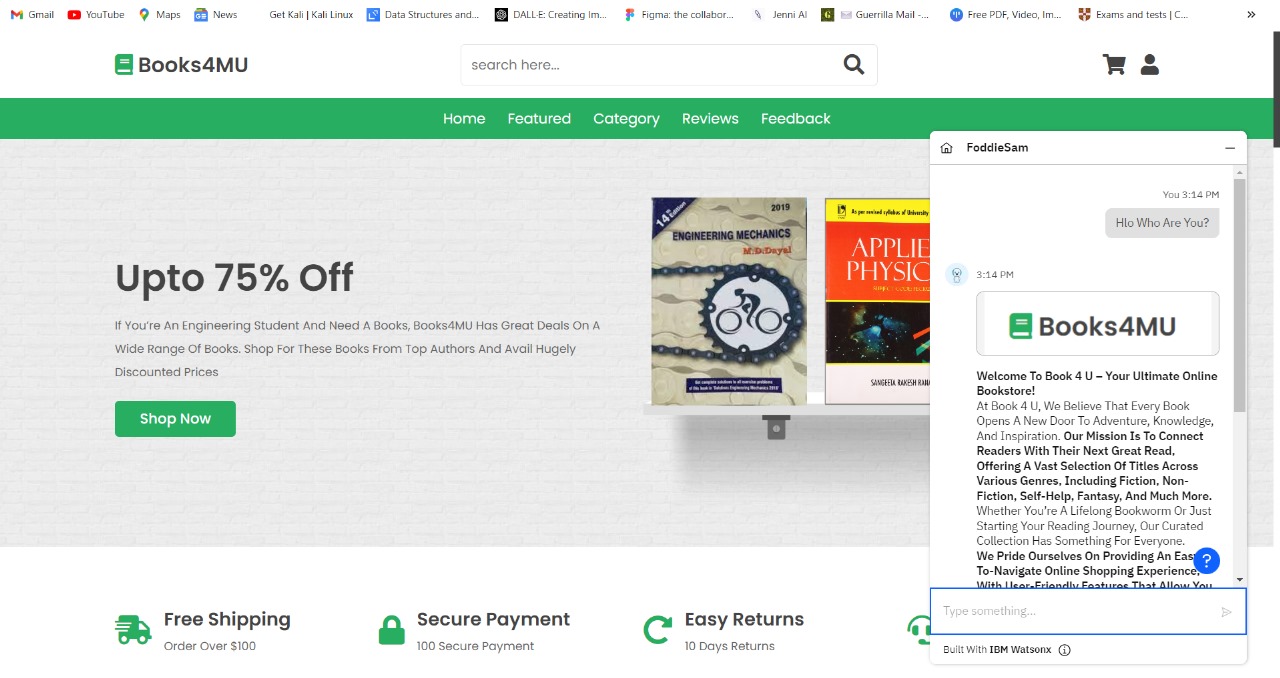 Gmail
YouTube
Maps
News
Get Kali | Kali Linux
Data Structures and...
DALL·E: Creating Im...
Figma: the collabor...
Jenni AI
Guerrilla Mail -...
Free PDF, Video, Im...
Exams and tests | C...
Books4MU
search here...
Home
Featured
Category
Reviews
Feedback
Upto 75% Off
If You're An Engineering Student And Need A Books, Books4MU Has Great Deals On A
Wide Range Of Books. Shop For These Books From Top Authors And Avail Hugely
Discounted Prices
Shop Now
14th Edition
2019
ENGINEERING MECHANICS
M.D.Dayal
As per revised syllabus of University
APPLIE
PHYSIC
SANGEETA RAKESH RANA
FoddieSam
You 3:14 PM
Hlo Who Are You?
3:14 PM
Books4MU
Welcome To Book 4 U – Your Ultimate Online
Bookstore!
At Book 4 U, We Believe That Every Book
Opens A New Door To Adventure, Knowledge,
And Inspiration. Our Mission Is To Connect
Readers With Their Next Great Read,
Offering A Vast Selection Of Titles Across
Various Genres, Including Fiction, Non-
Fiction, Self-Help, Fantasy, And Much More.
Whether You're A Lifelong Bookworm Or Just
Starting Your Reading Journey, Our Curated
Collection Has Something For Everyone.
We Pride Ourselves On Providing An Eas
To-Navigate Online Shopping Experience,
With User-Friendly Features That Allow You
?
Type something...
Built With IBM Watsonx
Free Shipping
Order Over $100
Secure Payment
100 Secure Payment
Easy Returns
10 Days Returns